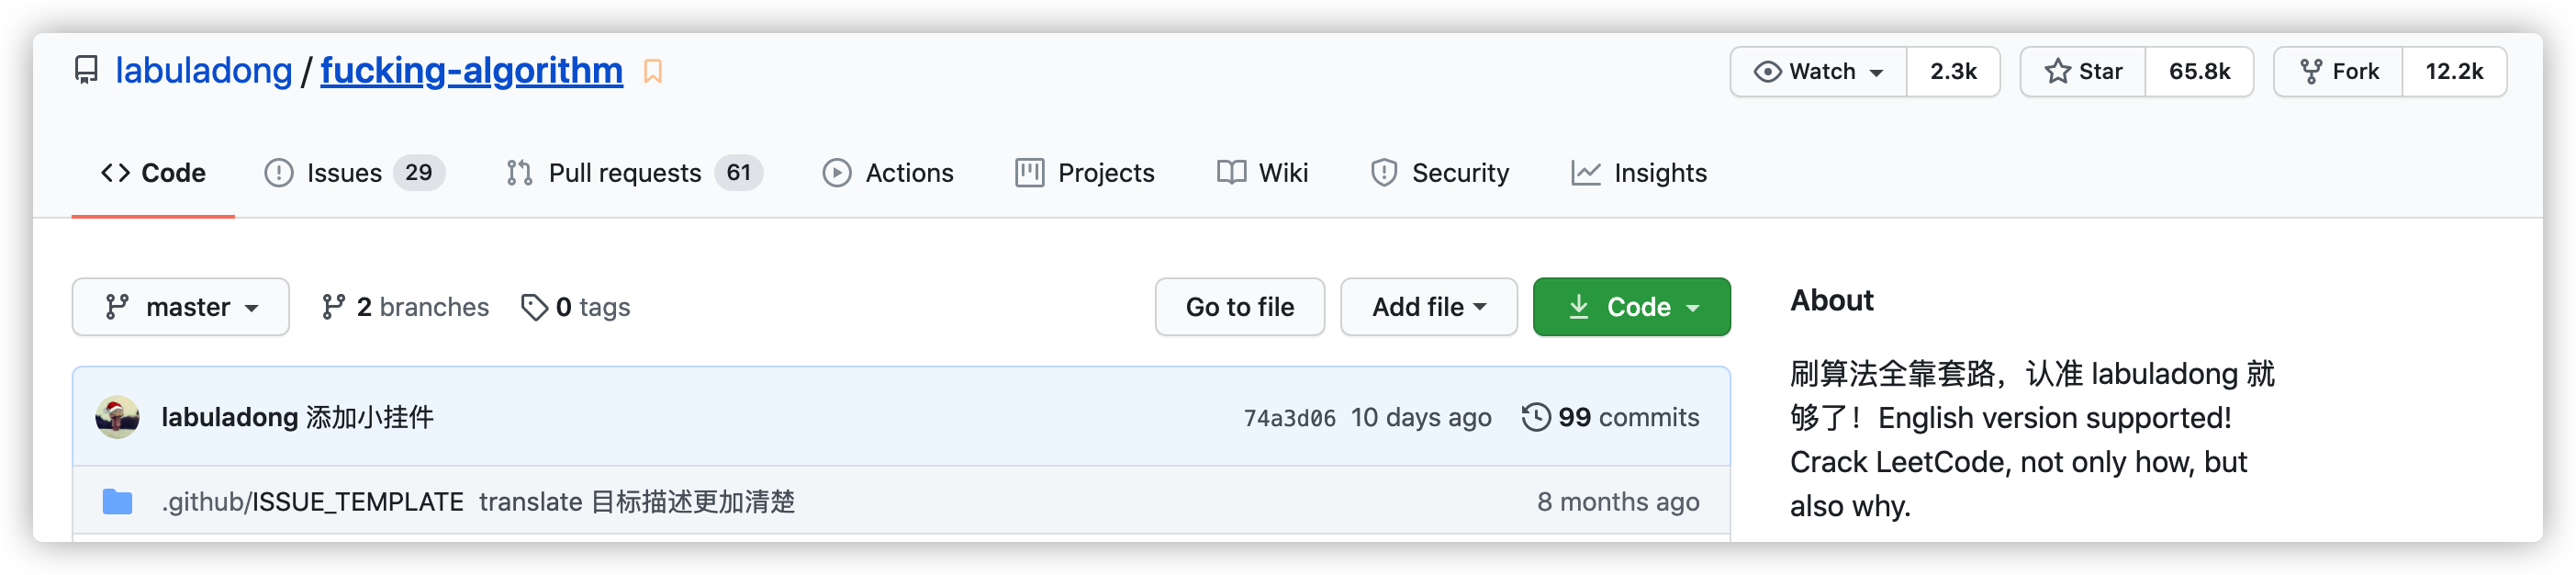 labuladong / fucking-algorithm Watch 2.3k Star 65.8k Fork 12.2k
Code Issues 29 Pull requests 61 Actions Projects Wiki Security Insights
master 2 branches 0 tags Go to file Add file Code
labuladong 添加小挂件 74a3d06 10 days ago 99 commits
.github/ISSUE_TEMPLATE translate 目标描述更加清楚 8 months ago
About
刷算法全靠套路，认准 labuladong 就
够了！English version supported!
Crack LeetCode, not only how, but
also why.